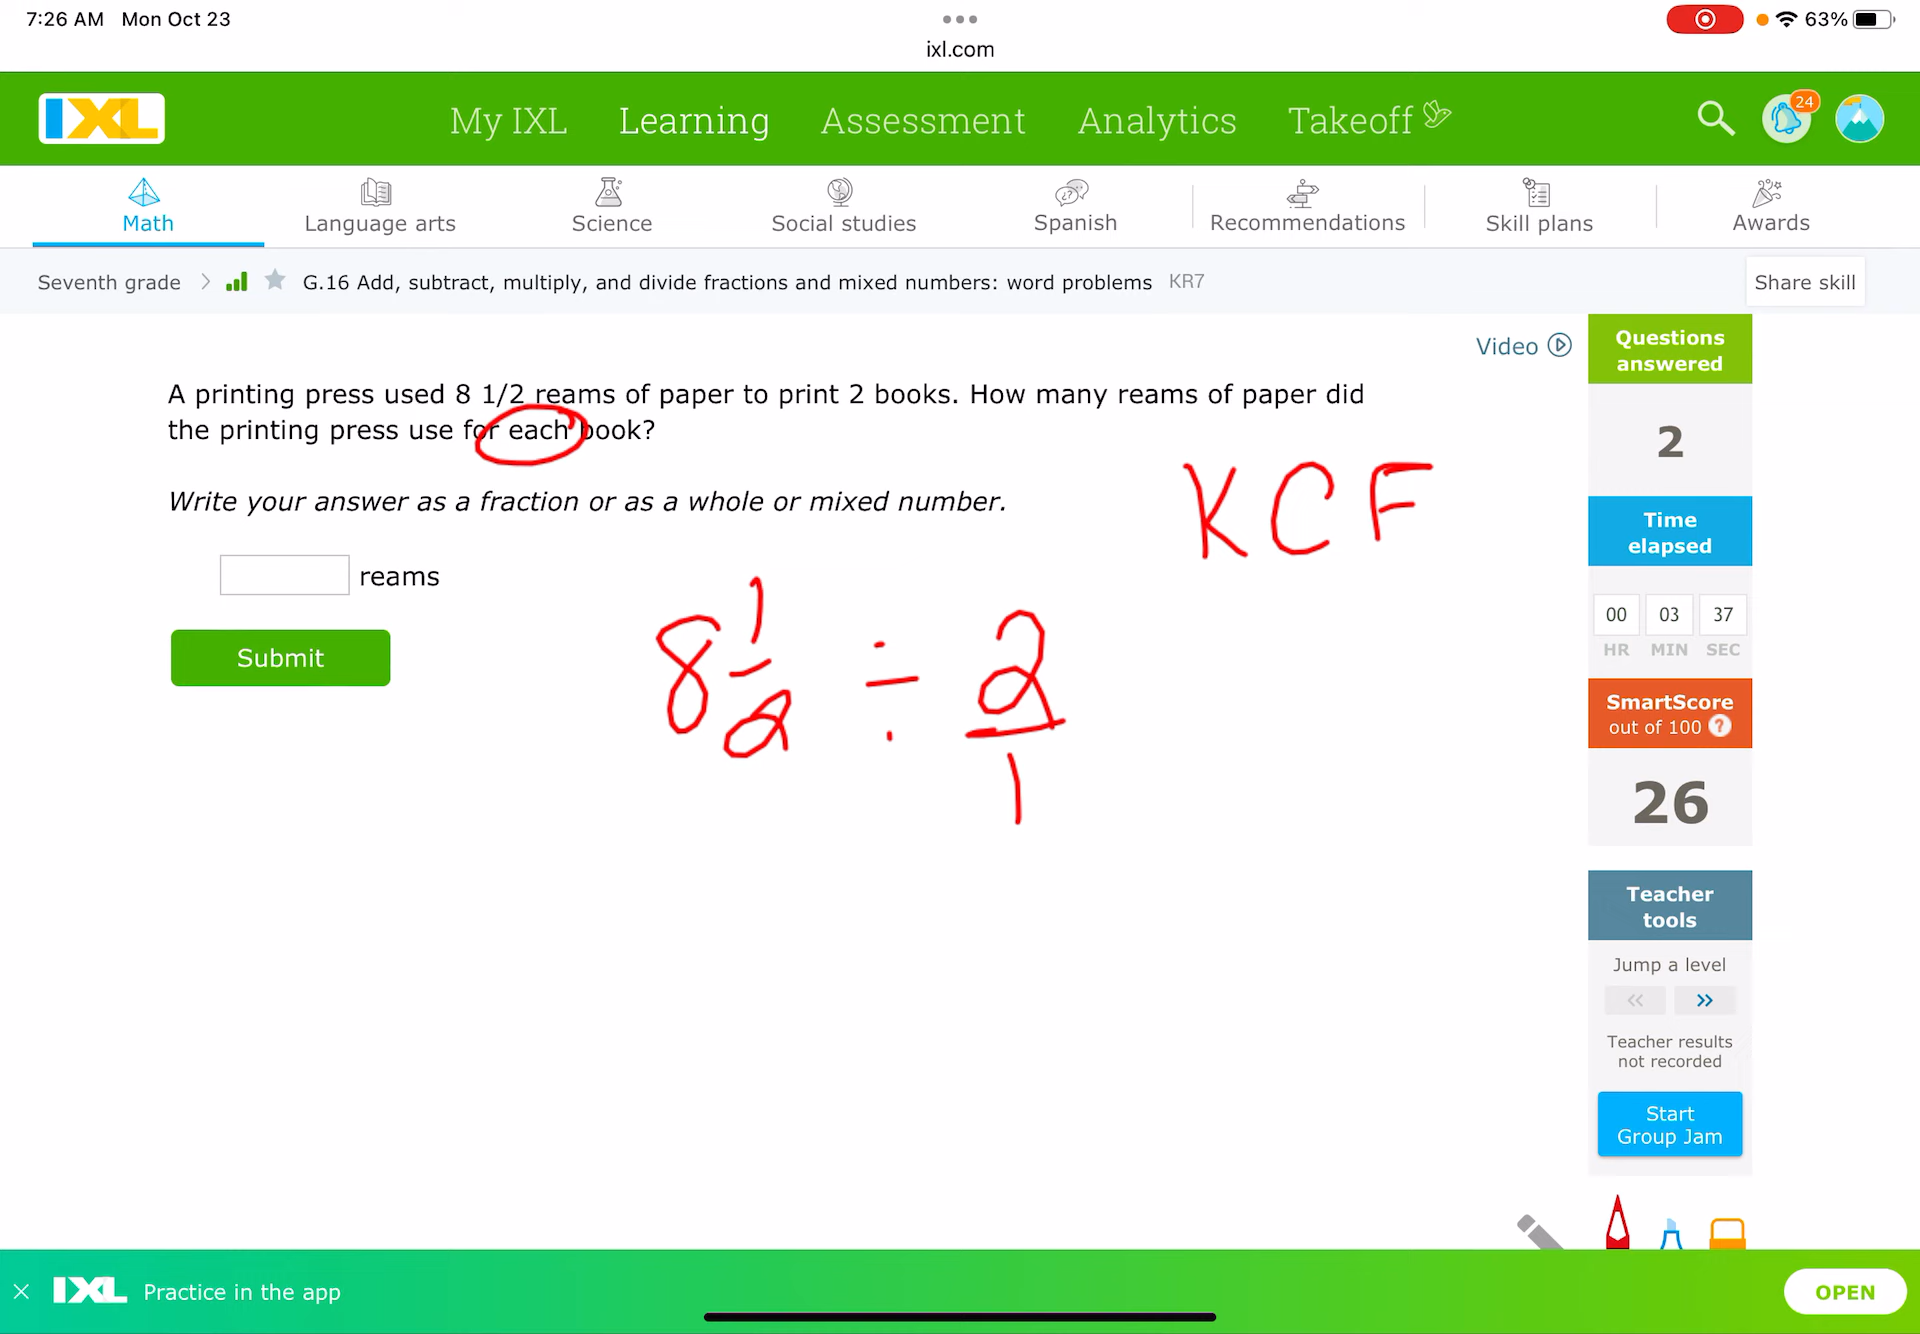 7:26 AM Mon Oct 23
63%
ixl.com
IXL
My IXL Learning Assessment Analytics Takeoff
24
Math Language arts Science Social studies Spanish Recommendations Skill plans Awards
Seventh grade > G.16 Add, subtract, multiply, and divide fractions and mixed numbers: word problems KR7
Share skill
Video
A printing press used 8 1/2 reams of paper to print 2 books. How many reams of paper did
the printing press use for each book?
Write your answer as a fraction or as a whole or mixed number.
reams
Submit
KCF
8 1/2 ÷ 2/1
Questions
answered
2
Time
elapsed
00 03 37
HR MIN SEC
SmartScore
out of 100 ?
26
Teacher
tools
Jump a level
<< >>
Teacher results
not recorded
Start
Group Jam
× IXL Practice in the app
OPEN